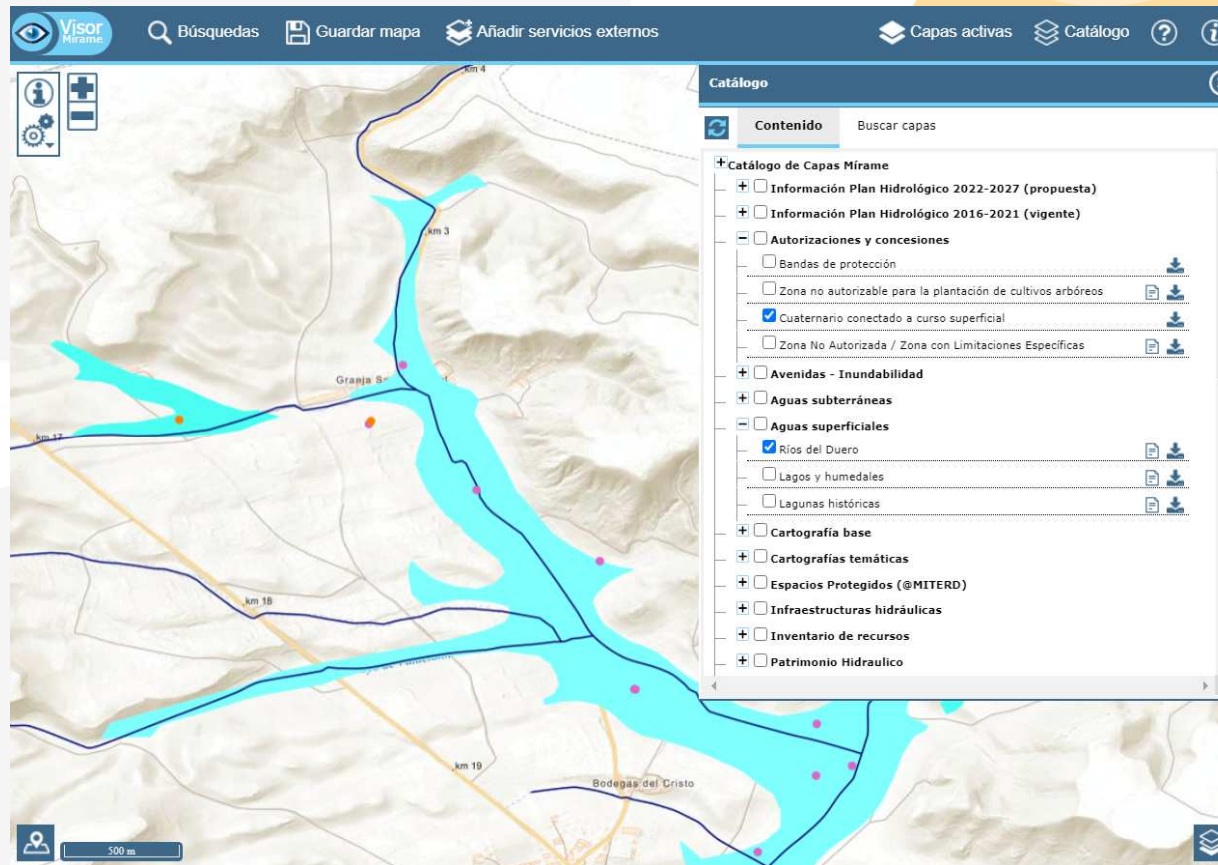 Visor
Mirame
Búsquedas
Guardar mapa
Añadir servicios externos
Capas activas
Catálogo
km 4
km 3
km 17
km 18
km 19
Bodegas del Cristo
500 m
Catálogo
Contenido
Buscar capas
Catálogo de Capas Mírame
Información Plan Hidrológico 2022-2027 (propuesta)
Información Plan Hidrológico 2016-2021 (vigente)
Autorizaciones y concesiones
Bandas de protección
Zona no autorizable para la plantación de cultivos arbóreos
Cuaternario conectado a curso superficial
Zona No Autorizada / Zona con Limitaciones Específicas
Avenidas - Inundabilidad
Aguas subterráneas
Aguas superficiales
Ríos del Duero
Lagos y humedales
Lagunas históricas
Cartografía base
Cartografías temáticas
Espacios Protegidos (@MITERD)
Infraestructuras hidráulicas
Inventario de recursos
Patrimonio Hidraulico
Granja